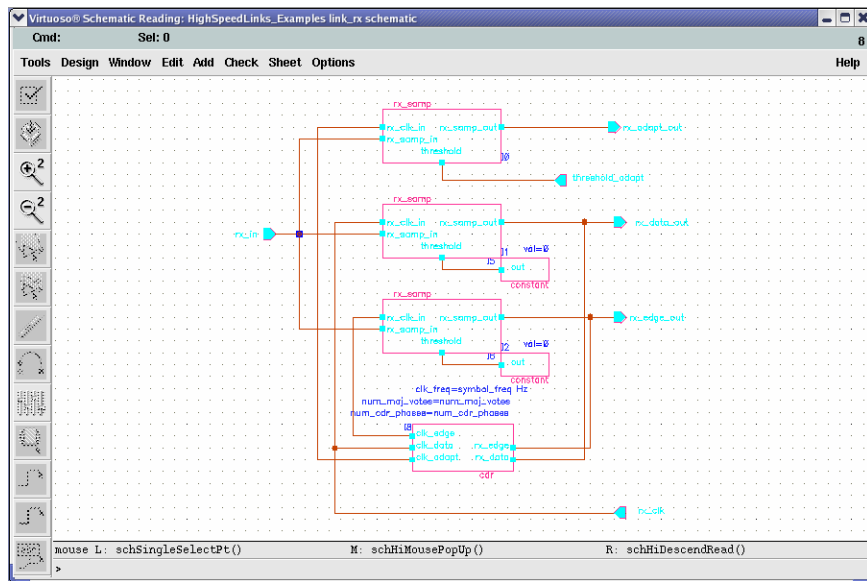 Virtuoso® Schematic Reading: HighSpeedLinks_Examples link_rx schematic
Cmd: Sel: 0 8
Tools Design Window Edit Add Check Sheet Options Help
rx_samp
rx_clk_in rx_samp_out rx_adapt_out
rx_samp_in
threshold I0
threshold_adapt
2
rx_samp
rx_clk_in rx_samp_out rx_data_out
rx_in rx_samp_in
threshold I1 val=0
I5 out
constant
2
rx_samp
rx_clk_in rx_samp_out rx_edge_out
rx_samp_in
threshold I2 val=0
I6 out
constant
clk_freq=symbol_freq Hz
num_maj_votes=num_maj_votes
num_cdr_phases=num_cdr_phases
clk_edge
clk_data rx_edge
clk_adapt rx_data
cdr
rx_clk
mouse L: schSingleSelectPt() M: schHiMousePopUp() R: schHiDescendRead()
>